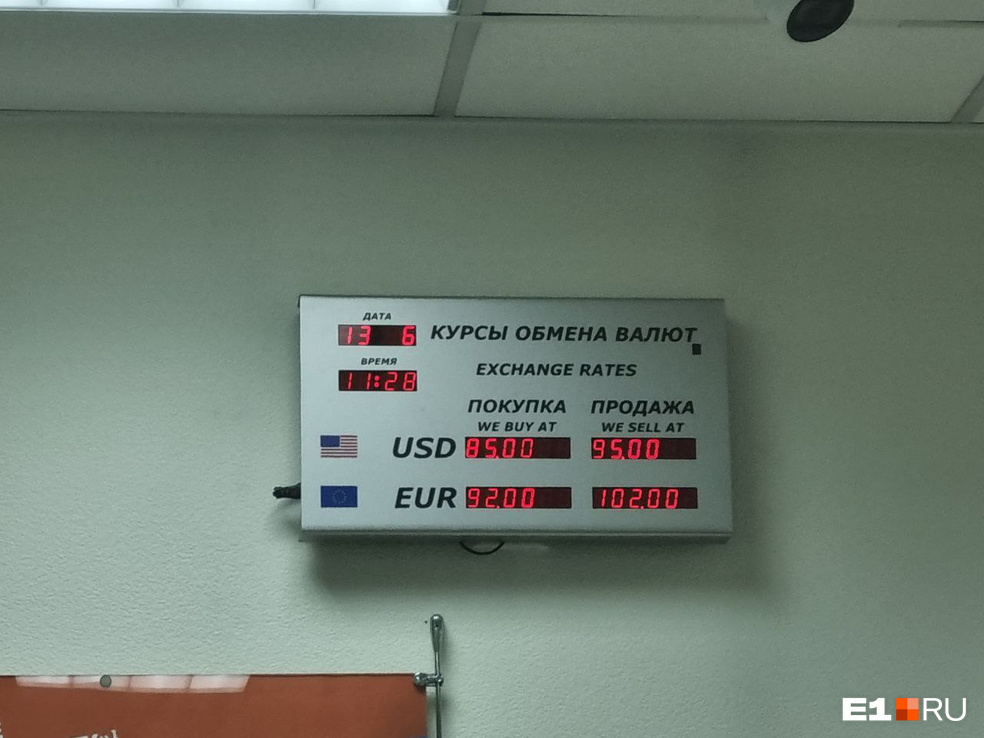 ДАТА
13 6
КУРСЫ ОБМЕНА ВАЛЮТ
ВРЕМЯ
11:28
EXCHANGE RATES
ПОКУПКА ПРОДАЖА
WE BUY AT WE SELL AT
USD 85.00 95.00
EUR 92.00 102.00
E1.RU